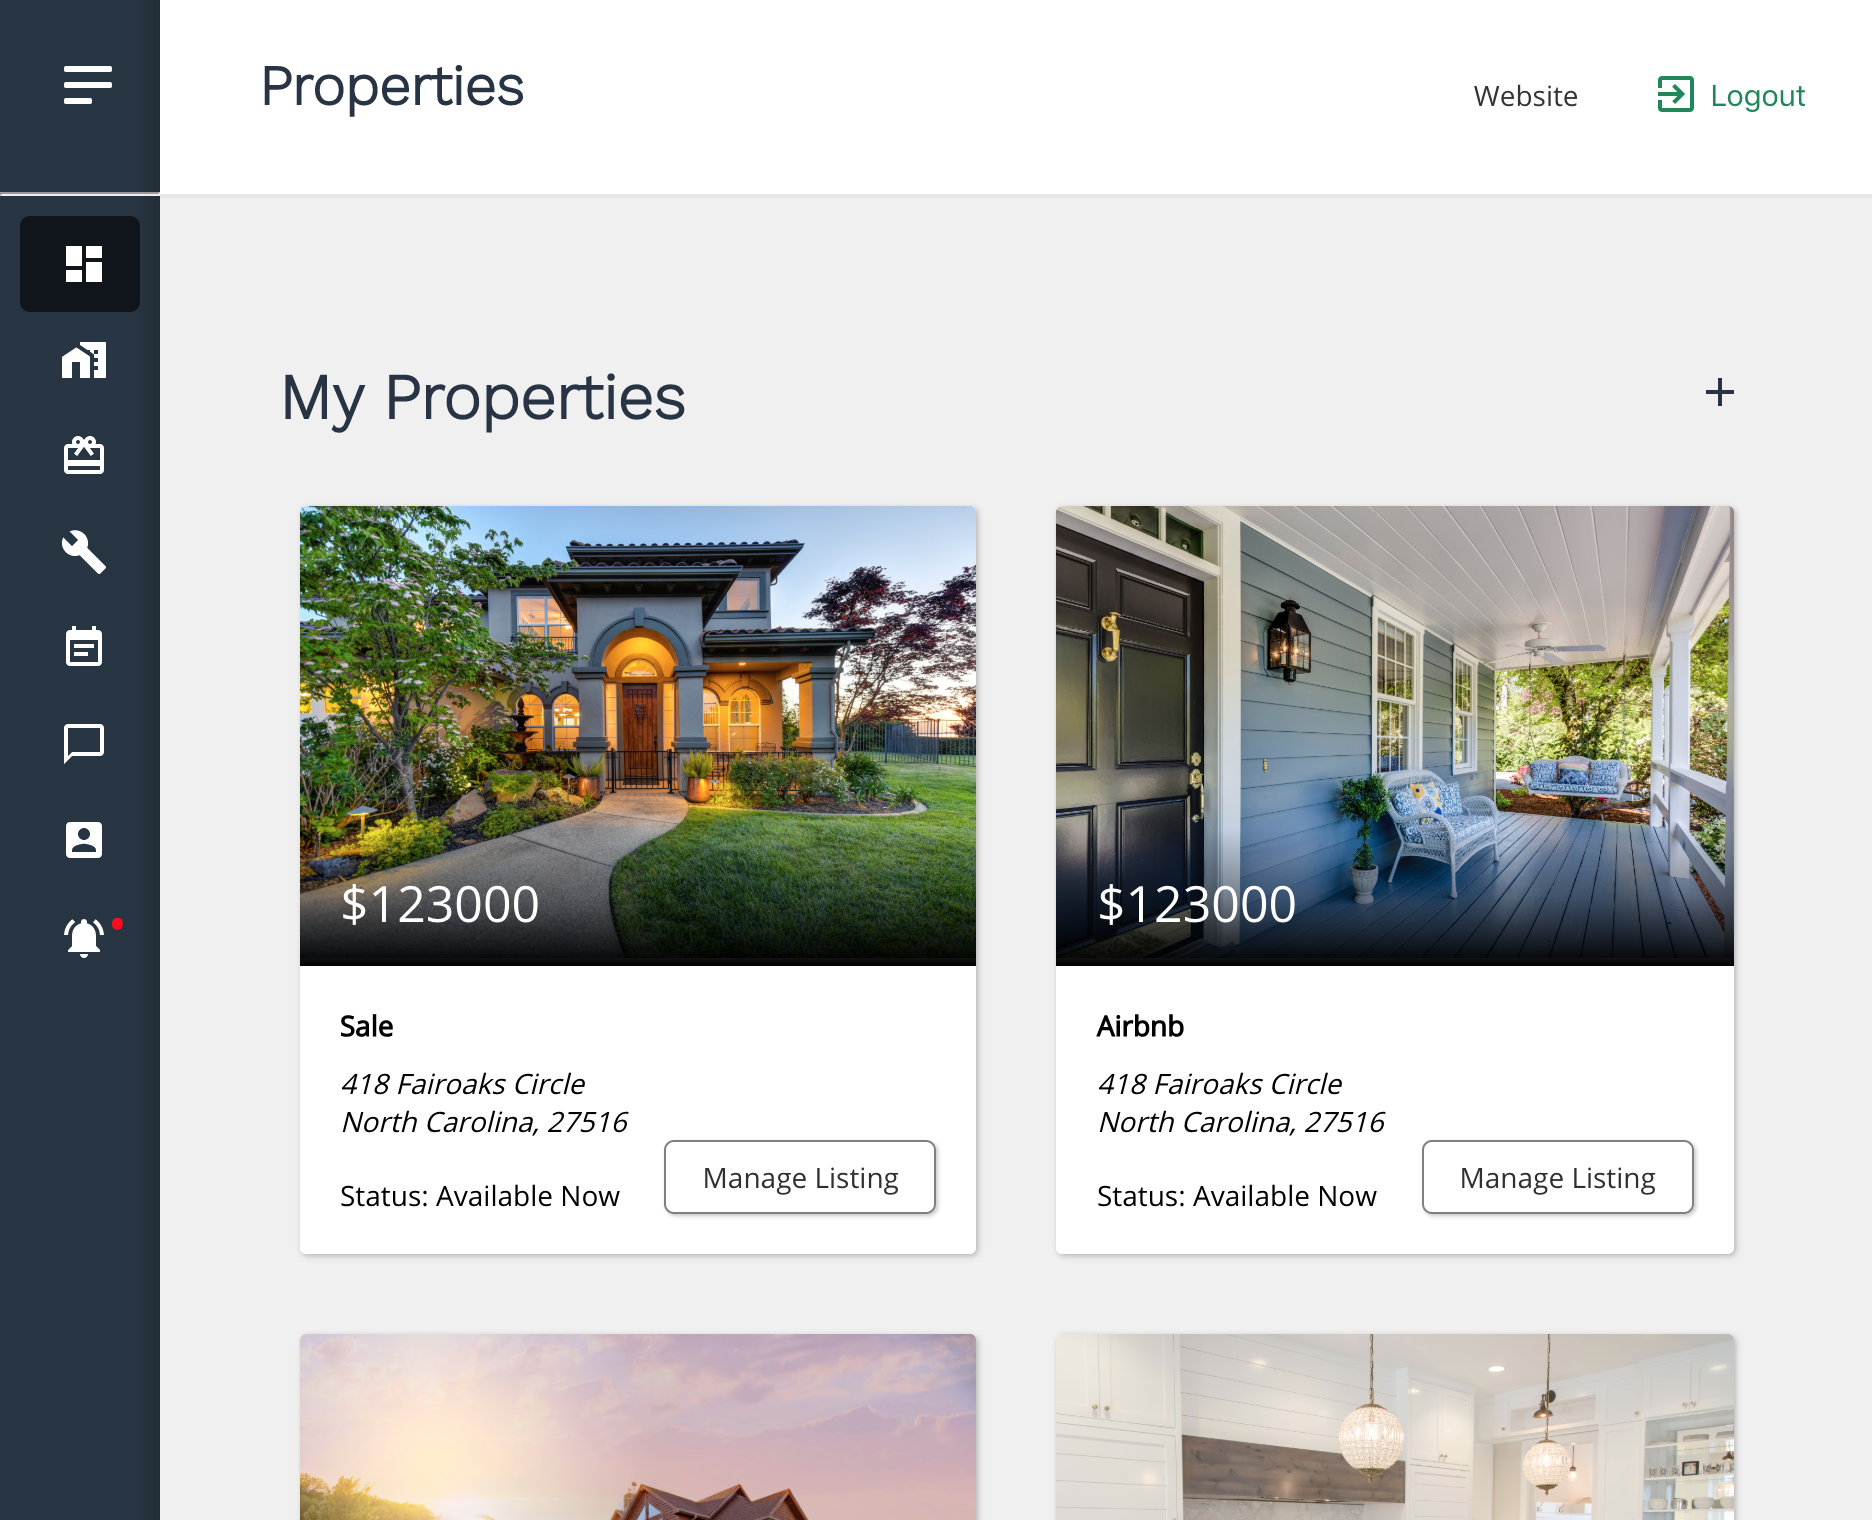 Properties
Website
Logout
My Properties
$123000
$123000
Sale
418 Fairoaks Circle
North Carolina, 27516
Status: Available Now
Manage Listing
Airbnb
418 Fairoaks Circle
North Carolina, 27516
Status: Available Now
Manage Listing